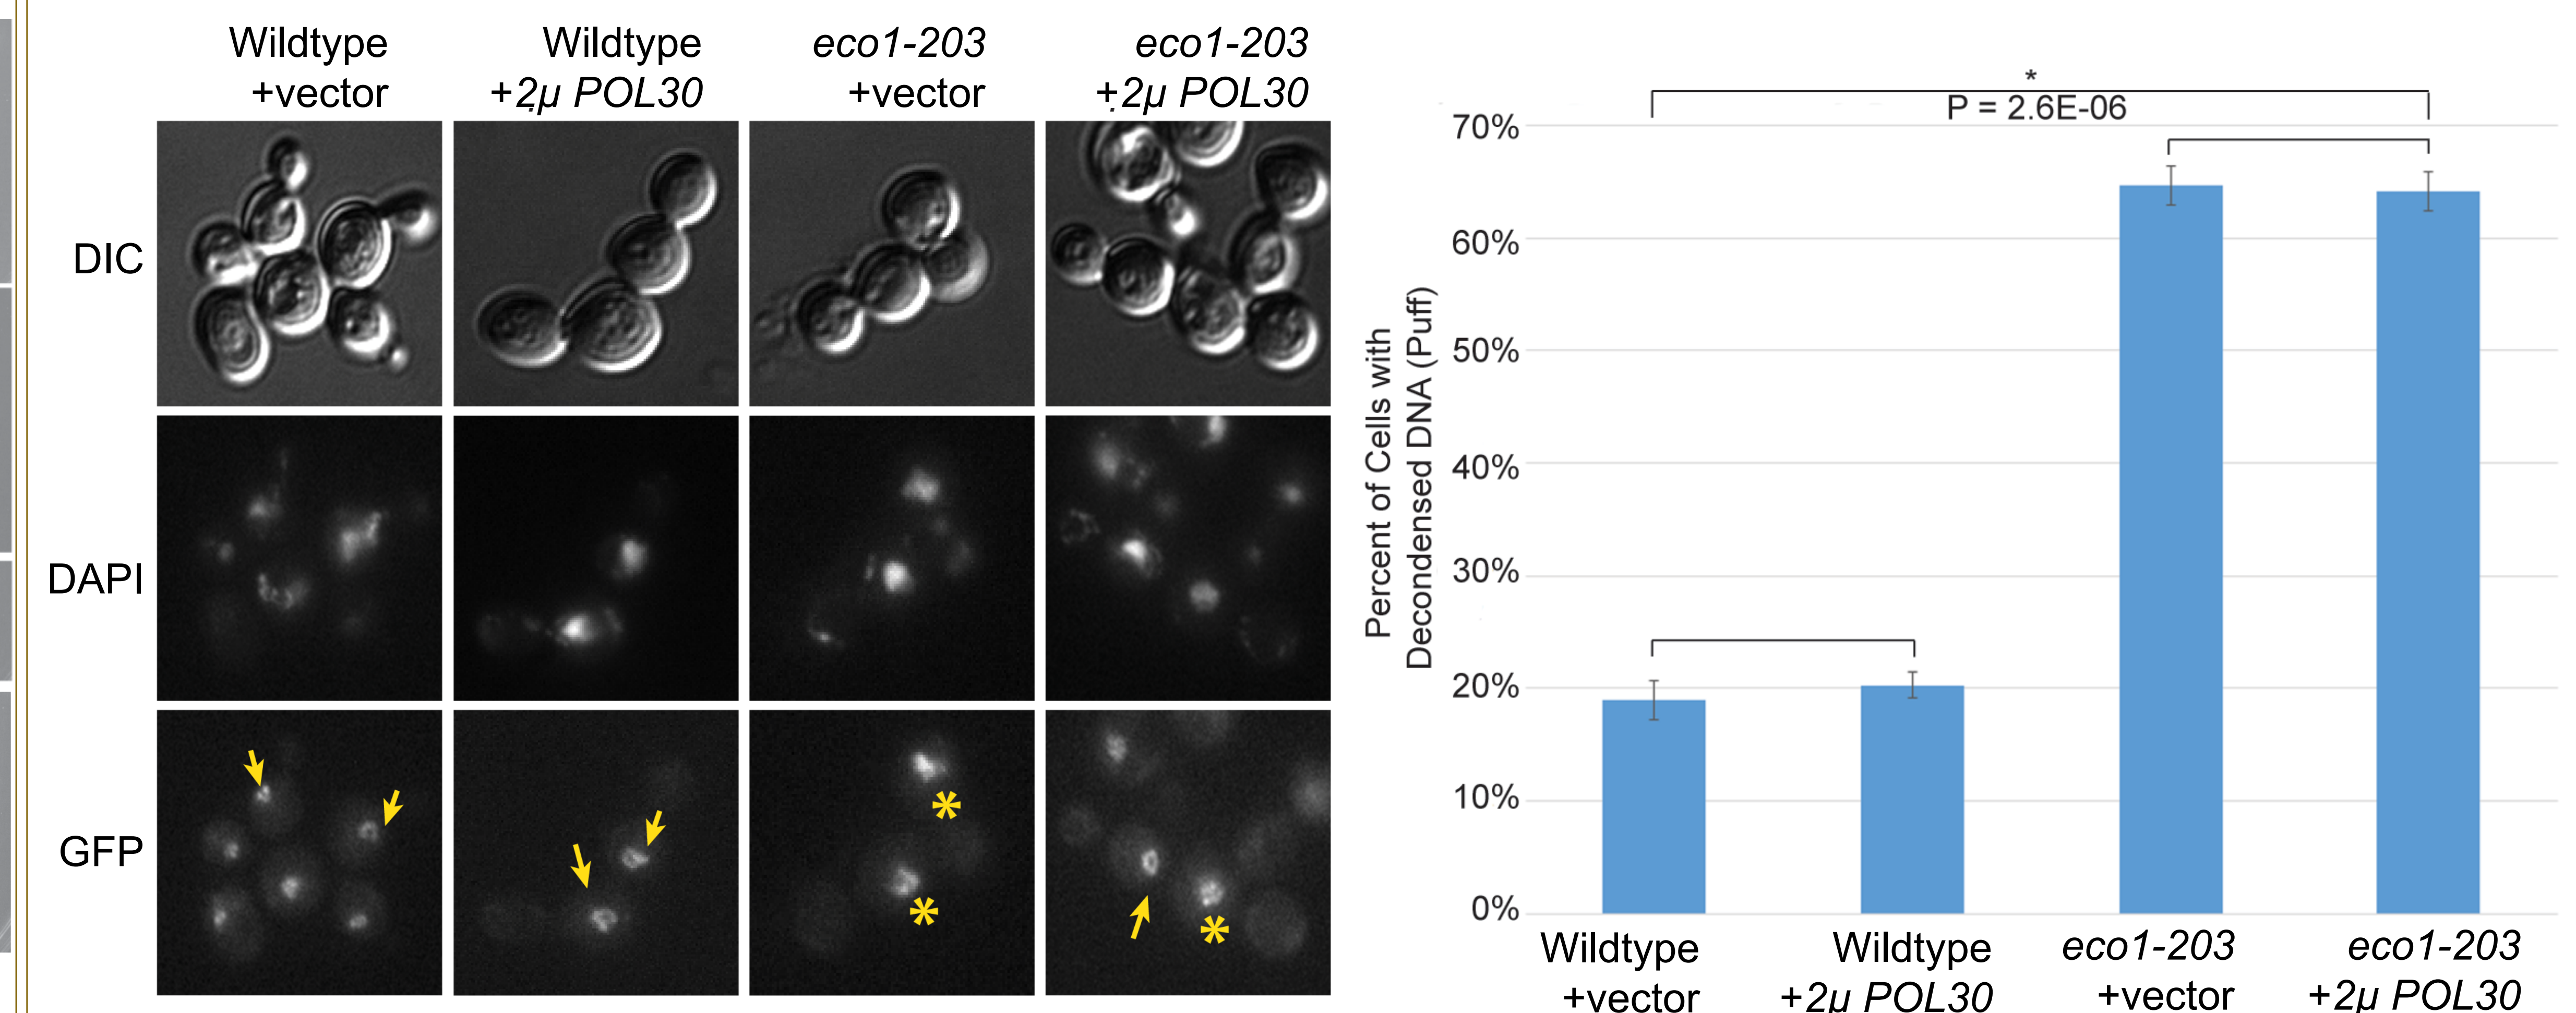 Wildtype
+vector
Wildtype
+2µ POL30
eco1-203
+vector
eco1-203
+2µ POL30
DIC
DAPI
GFP
*
*
*
*
P = 2.6E-06
Percent of Cells with
Decondensed DNA (Puff)
70%
60%
50%
40%
30%
20%
10%
0%
Wildtype
+vector
Wildtype
+2µ POL30
eco1-203
+vector
eco1-203
+2µ POL30